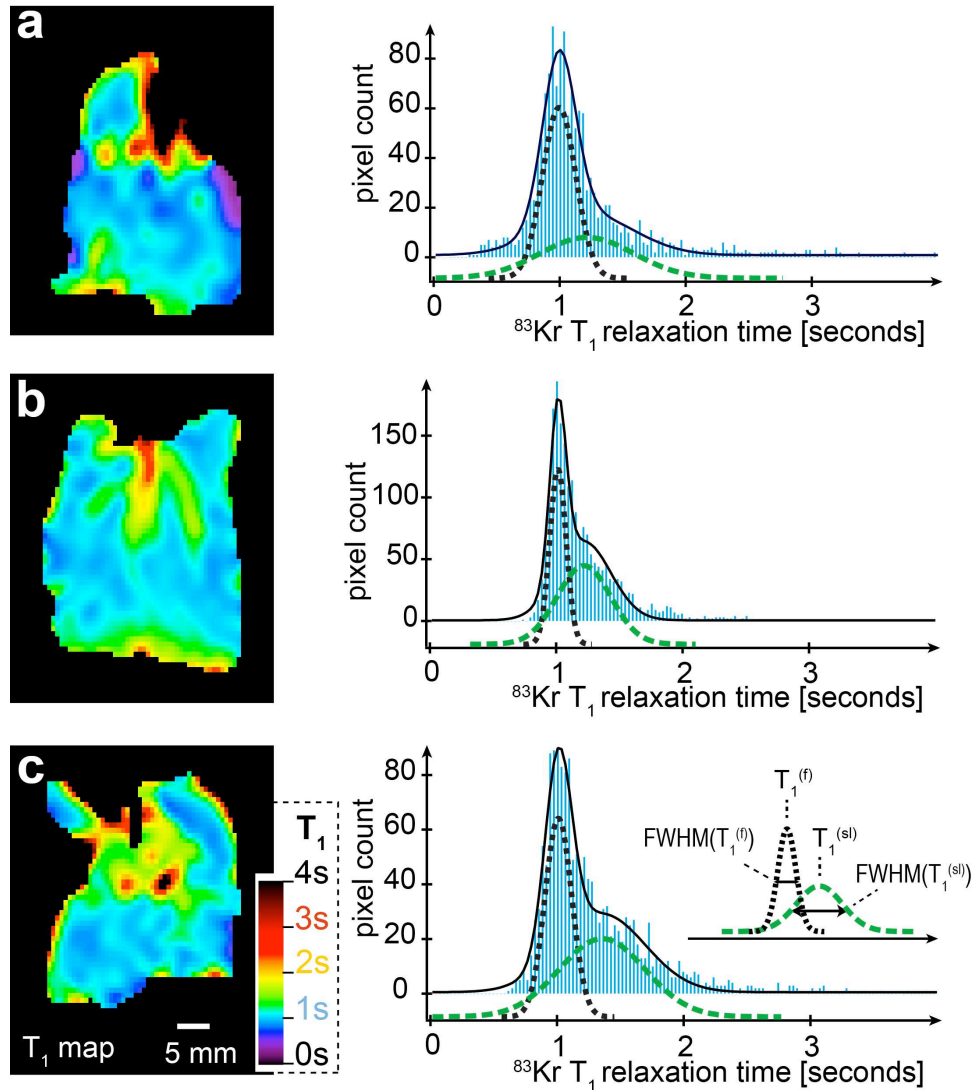 a
pixel count
80
60
40
20
0
0 1 2 3
⁸³Kr T₁ relaxation time [seconds]
b
pixel count
150
100
50
0
0 1 2 3
⁸³Kr T₁ relaxation time [seconds]
c
T₁
4s
3s
2s
1s
0s
T₁ map
5 mm
pixel count
80
60
40
20
0
T₁⁽ᶠ⁾
FWHM(T₁⁽ᶠ⁾)
T₁⁽ˢˡ⁾
FWHM(T₁⁽ˢˡ⁾)
0 1 2 3
⁸³Kr T₁ relaxation time [seconds]